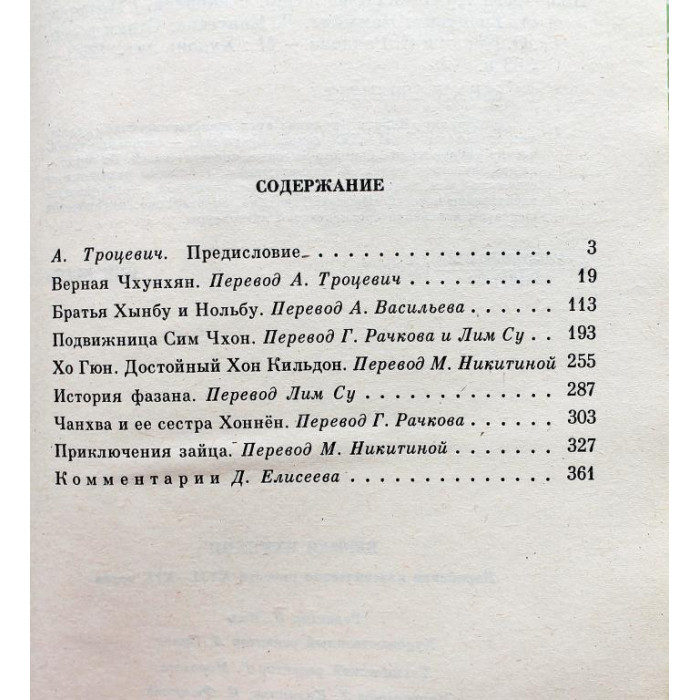 СОДЕРЖАНИЕ
А. Троцевич. Предисловие . . . . . . . . . . . . . . . . 3
Верная Чхунхян. Перевод А. Троцевич . . . . . . . . . 19
Братья Хынбу и Нольбу. Перевод А. Васильева . . . . . 113
Подвижница Сим Чхон. Перевод Г. Рачкова и Лим Су . . 193
Хо Гюн. Достойный Хон Кильдон. Перевод М. Никитиной 255
История фазана. Перевод Лим Су . . . . . . . . . . . 287
Чанхва и ее сестра Хоннён. Перевод Г. Рачкова . . . . . 303
Приключения зайца. Перевод М. Никитиной . . . . . . 327
Комментарии Д. Елисеева . . . . . . . . . . . . . . 361